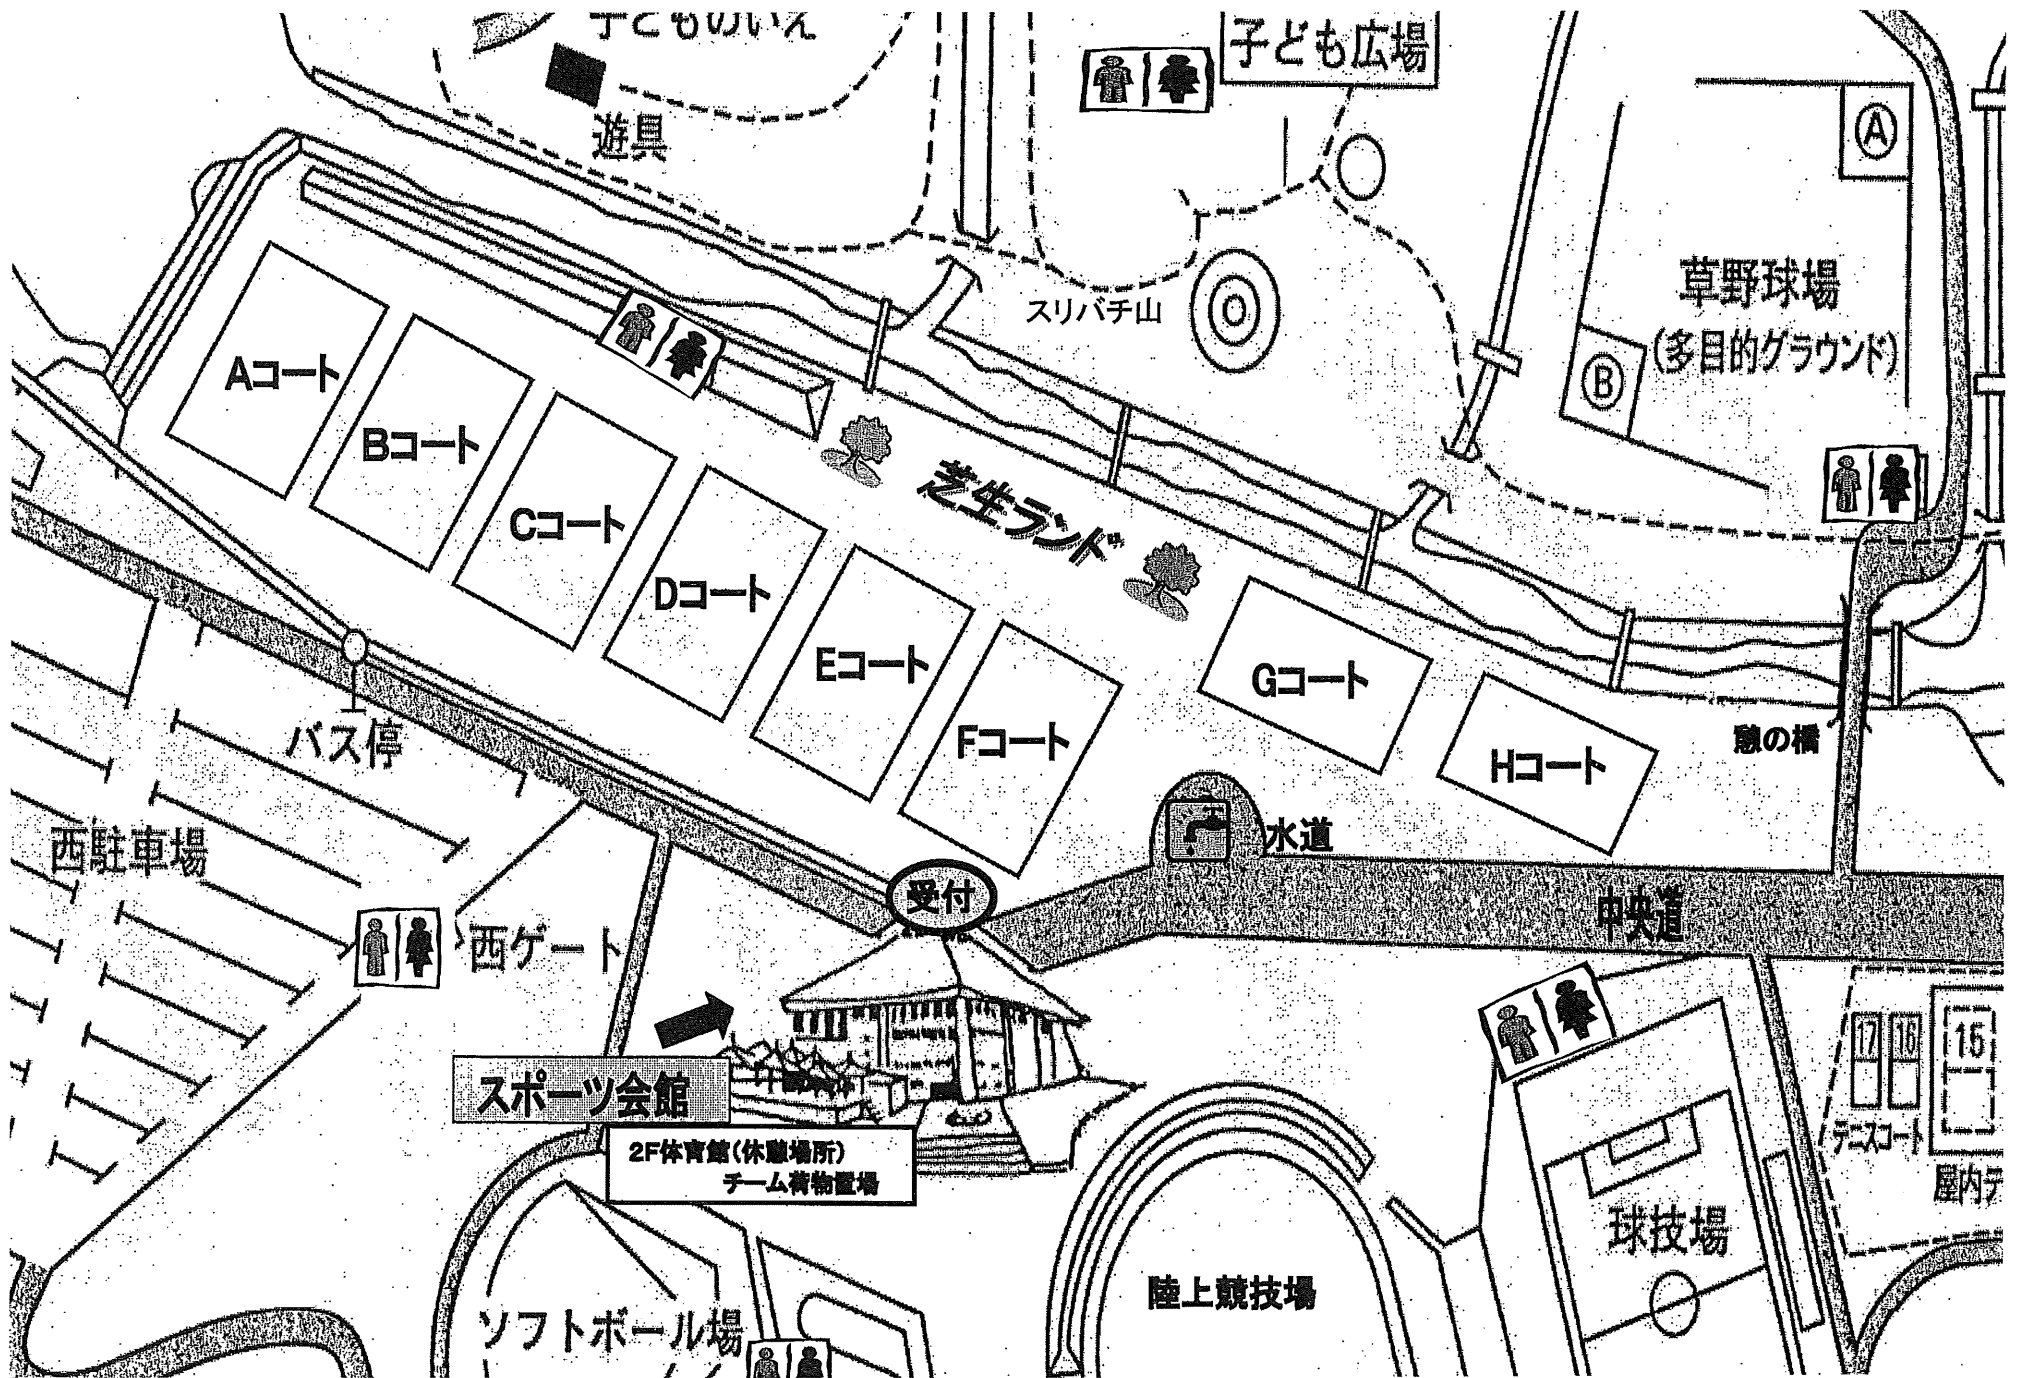 子どものいえ
子ども広場
遊具
Ⓐ
草野球場
(多目的グラウンド)
スリバチ山
Ⓑ
Aコート
Bコート
Cコート
Dコート
Eコート
Fコート
Gコート
Hコート
芝生ランド
憩の橋
バス停
水道
西駐車場
受付
中央道
西ゲート
スポーツ会館
2F体育館(休憩場所)
チーム荷物置場
17
16
15
テニスコート
屋内テ
球技場
陸上競技場
ソフトボール場